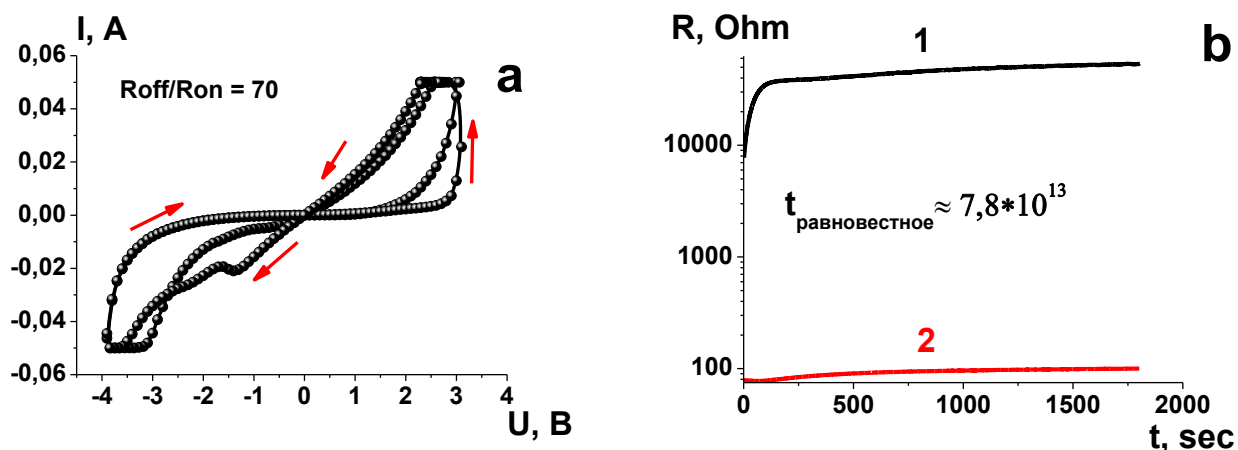 I, A
0,06
0,04
0,02
0,00
-0,02
-0,04
-0,06
Roff/Ron = 70
a
-4 -3 -2 -1 0 1 2 3 4
U, B
R, Ohm
b
1
10000
1000
100
t равновестное ≈ 7,8*10^13
2
0 500 1000 1500 2000
t, sec